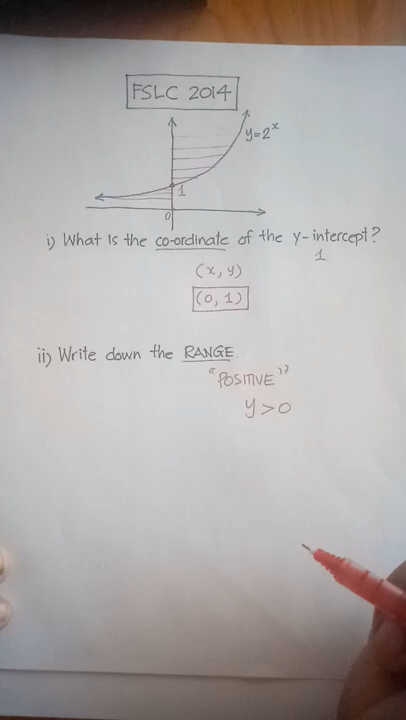 FSLC 2014
y=2ˣ
1
0
i) What is the co-ordinate of the y-intercept?
1
(x, y)
(0, 1)
ii) Write down the RANGE.
"POSITIVE"
y>0